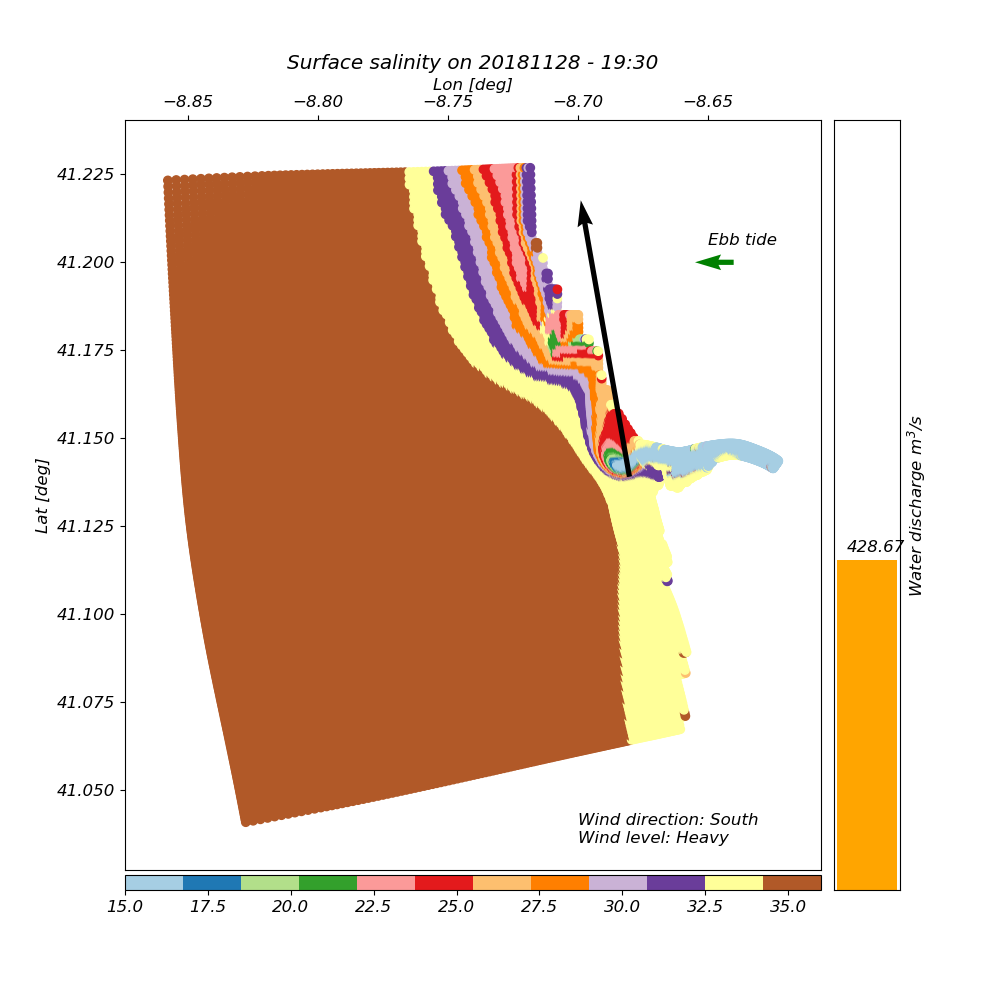 Surface salinity on 20181128 - 19:30
Lon [deg]
−8.85 −8.80 −8.75 −8.70 −8.65
41.225
41.200
41.175
41.150
41.125
41.100
41.075
41.050
Lat [deg]
Ebb tide
Wind direction: South
Wind level: Heavy
428.67
Water discharge m³/s
15.0 17.5 20.0 22.5 25.0 27.5 30.0 32.5 35.0